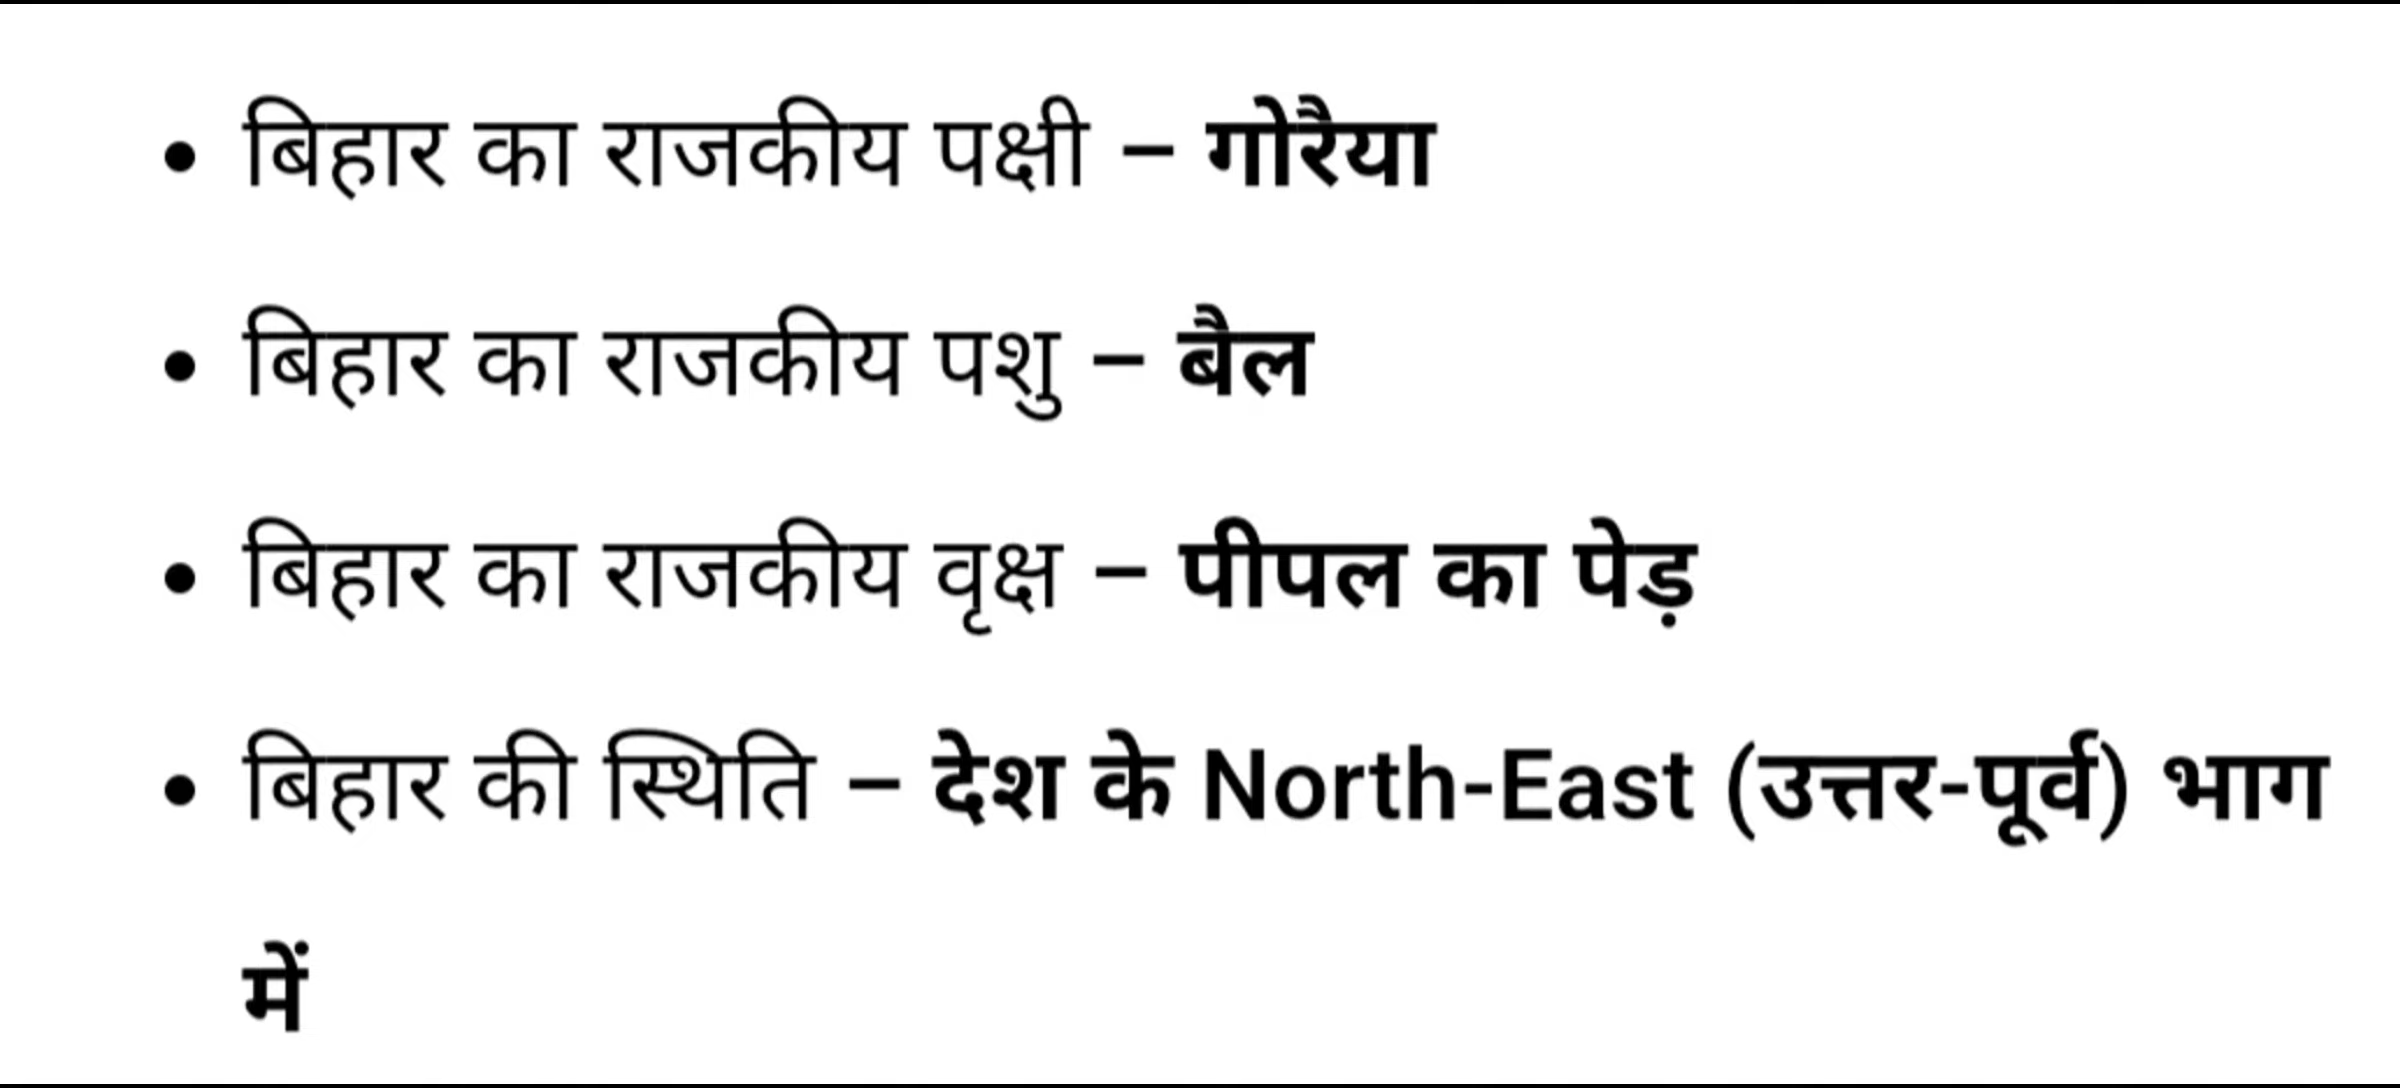 • बिहार का राजकीय पक्षी – गोरैया
• बिहार का राजकीय पशु – बैल
• बिहार का राजकीय वृक्ष – पीपल का पेड़
• बिहार की स्थिति – देश के North-East (उत्तर-पूर्व) भाग
में